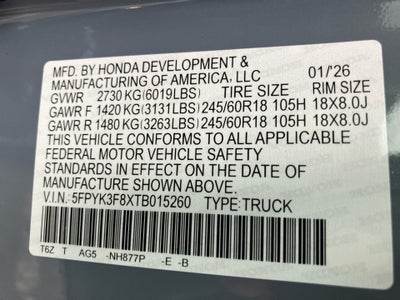 MFD. BY HONDA DEVELOPMENT &
MANUFACTURING OF AMERICA, LLC 01/'26
GVWR 2730 KG(6019LBS) TIRE SIZE RIM SIZE
GAWR F 1420 KG(3131LBS) 245/60R18 105H 18X8.0J
GAWR R 1480 KG(3263LBS) 245/60R18 105H 18X8.0J
THIS VEHICLE CONFORMS TO ALL APPLICABLE
FEDERAL MOTOR VEHICLE SAFETY
STANDARDS IN EFFECT ON THE DATE OF
MANUFACTURE SHOWN ABOVE.
V.I.N.: 5FPYK3F8XTB015260 TYPE:TRUCK
T6Z T AG5 -NH877P -E -B